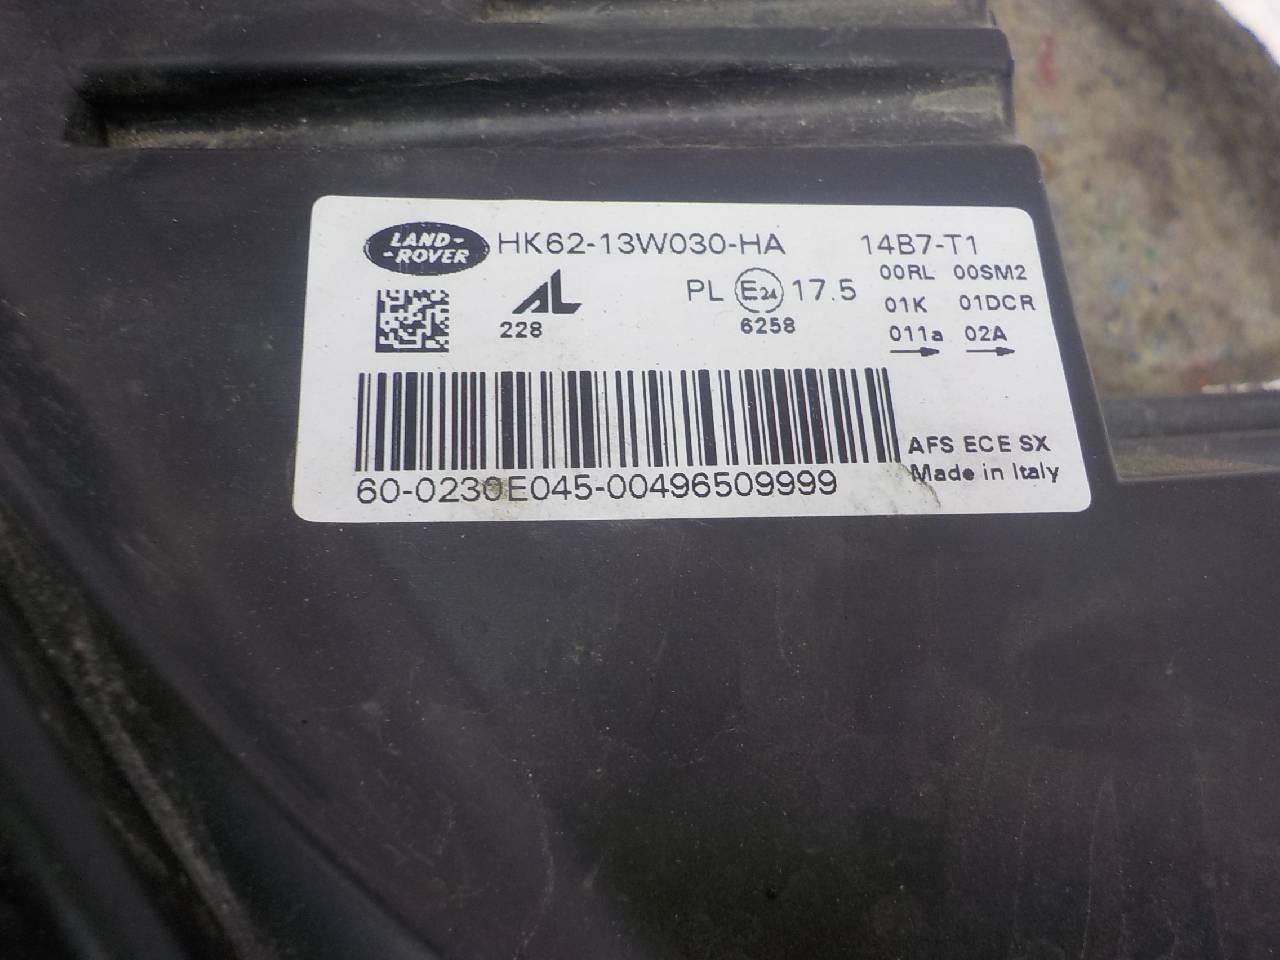 LAND-
-ROVER
HK62-13W030-HA 14B7-T1
AL
228
PL E24 17.5
6258
00RL 00SM2
01K 01DCR
011a 02A
60-0230E045-00496509999
AFS ECE SX
Made in Italy